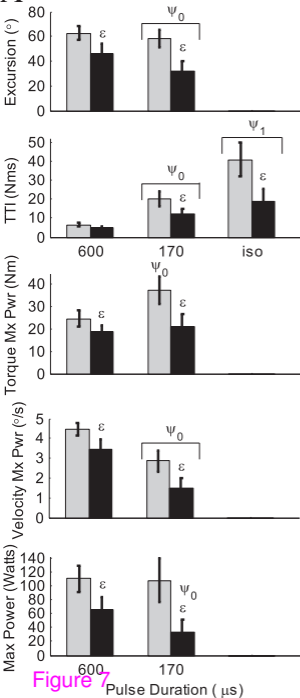 80
60
40
20
0
Excursion (°)
ψ0
ε
ε
50
40
30
20
10
0
TTI (Nms)
ψ1
ψ0
ε
ε
600 170 iso
40
30
20
10
0
Torque Mx Pwr (Nm)
ψ0
ε
ε
5
4
3
2
1
0
Velocity Mx Pwr (°/s)
ψ0
ε
ε
140
120
100
80
60
40
20
0
Max Power (Watts)
ε
ψ0
ε
600 170
Figure 7
Pulse Duration ( μs)